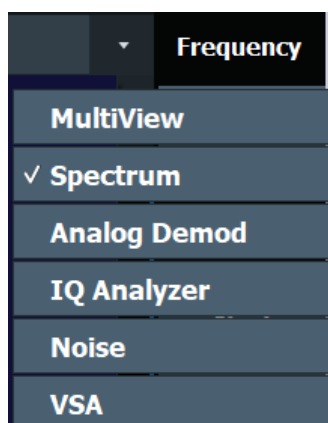 Frequency
MultiView
✓ Spectrum
Analog Demod
IQ Analyzer
Noise
VSA